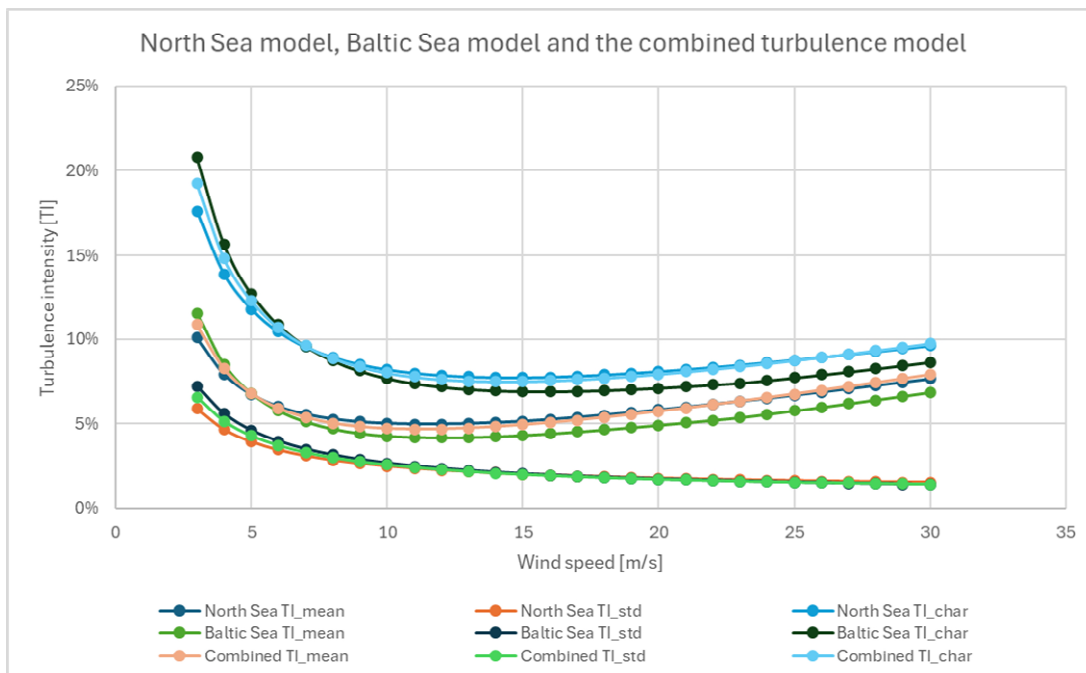 North Sea model, Baltic Sea model and the combined turbulence model
25%
20%
15%
10%
5%
0%
Turbulence intensity [TI]
0 5 10 15 20 25 30 35
Wind speed [m/s]
North Sea TI_mean North Sea TI_std North Sea TI_char
Baltic Sea TI_mean Baltic Sea TI_std Baltic Sea TI_char
Combined TI_mean Combined TI_std Combined TI_char